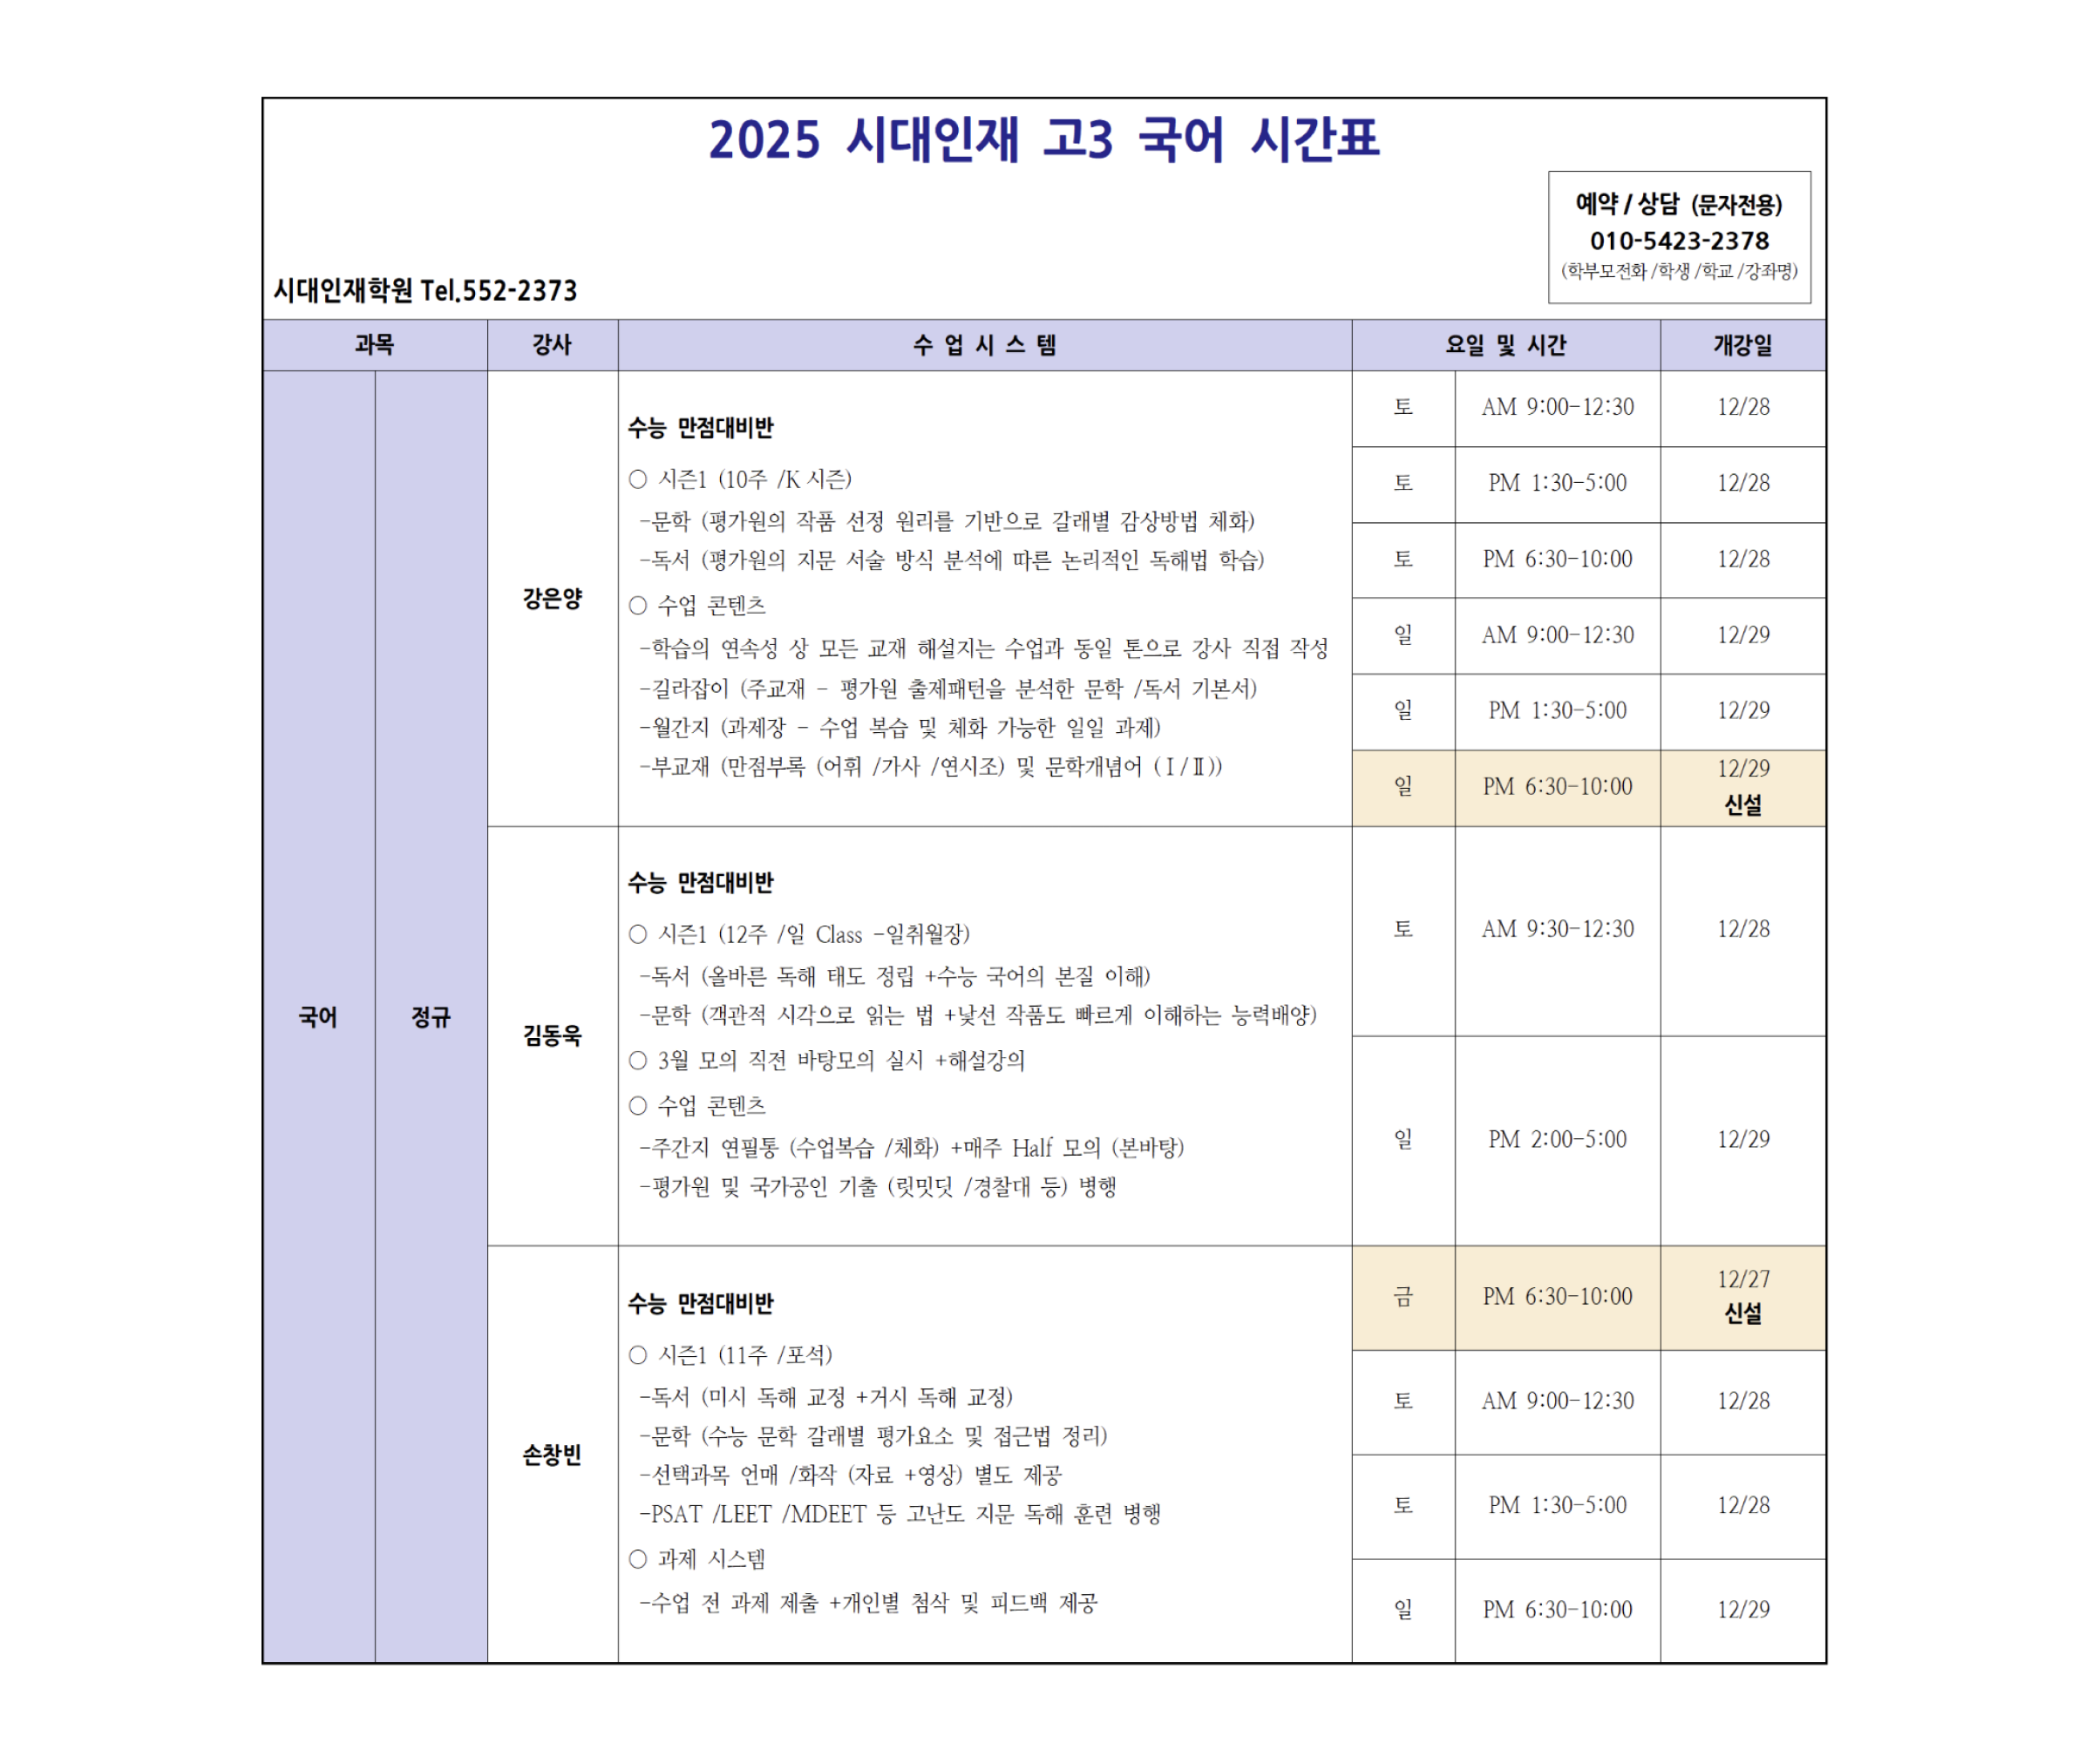 2025 시대인재 고3 국어 시간표
예약 / 상담 (문자전용)
010-5423-2378
(학부모전화 /학생 /학교 /강좌명)
시대인재학원 Tel.552-2373
과목 강사 수 업 시 스 템 요일 및 시간 개강일
국어 정규
강은양
수능 만점대비반
○ 시즌1 (10주 /K 시즌)
-문학 (평가원의 작품 선정 원리를 기반으로 갈래별 감상방법 체화)
-독서 (평가원의 지문 서술 방식 분석에 따른 논리적인 독해법 학습)
○ 수업 콘텐츠
-학습의 연속성 상 모든 교재 해설지는 수업과 동일 톤으로 강사 직접 작성
-길라잡이 (주교재 - 평가원 출제패턴을 분석한 문학 /독서 기본서)
-월간지 (과제장 - 수업 복습 및 체화 가능한 일일 과제)
-부교재 (만점부록 (어휘 /가사 /연시조) 및 문학개념어 (Ⅰ/Ⅱ))
토 AM 9:00-12:30 12/28
토 PM 1:30-5:00 12/28
토 PM 6:30-10:00 12/28
일 AM 9:00-12:30 12/29
일 PM 1:30-5:00 12/29
일 PM 6:30-10:00 12/29
신설
김동욱
수능 만점대비반
○ 시즌1 (12주 /일 Class -일취월장)
-독서 (올바른 독해 태도 정립 +수능 국어의 본질 이해)
-문학 (객관적 시각으로 읽는 법 +낯선 작품도 빠르게 이해하는 능력배양)
○ 3월 모의 직전 바탕모의 실시 +해설강의
○ 수업 콘텐츠
-주간지 연필통 (수업복습 /체화) +매주 Half 모의 (본바탕)
-평가원 및 국가공인 기출 (릿밋딧 /경찰대 등) 병행
토 AM 9:30-12:30 12/28
일 PM 2:00-5:00 12/29
손창빈
수능 만점대비반
○ 시즌1 (11주 /포석)
-독서 (미시 독해 교정 +거시 독해 교정)
-문학 (수능 문학 갈래별 평가요소 및 접근법 정리)
-선택과목 언매 /화작 (자료 +영상) 별도 제공
-PSAT /LEET /MDEET 등 고난도 지문 독해 훈련 병행
○ 과제 시스템
-수업 전 과제 제출 +개인별 첨삭 및 피드백 제공
금 PM 6:30-10:00 12/27
신설
토 AM 9:00-12:30 12/28
토 PM 1:30-5:00 12/28
일 PM 6:30-10:00 12/29